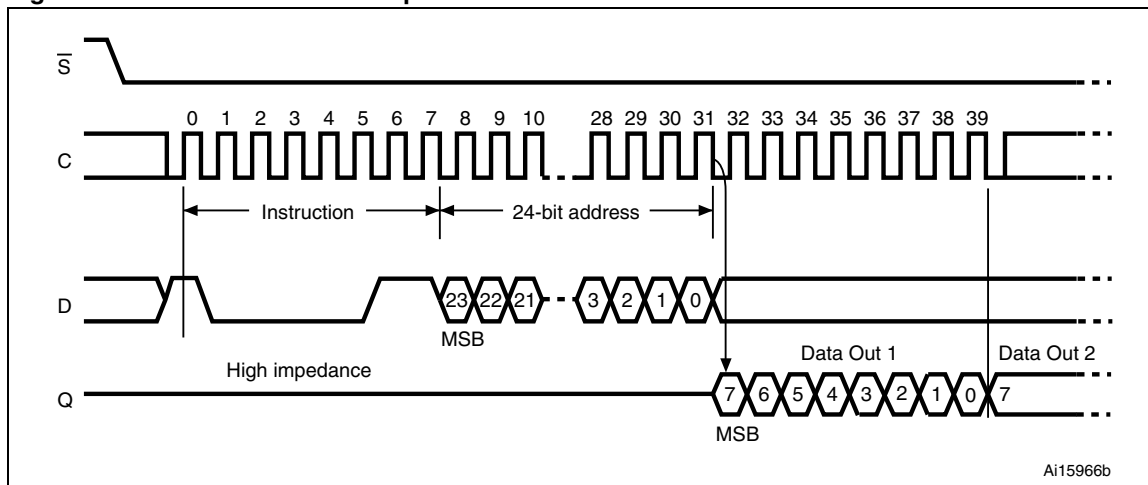 S
0 1 2 3 4 5 6 7 8 9 10 28 29 30 31 32 33 34 35 36 37 38 39
C
Instruction 24-bit address
D
23 22 21 3 2 1 0
MSB
High impedance
Data Out 1 Data Out 2
Q
7 6 5 4 3 2 1 0 7
MSB
Ai15966b